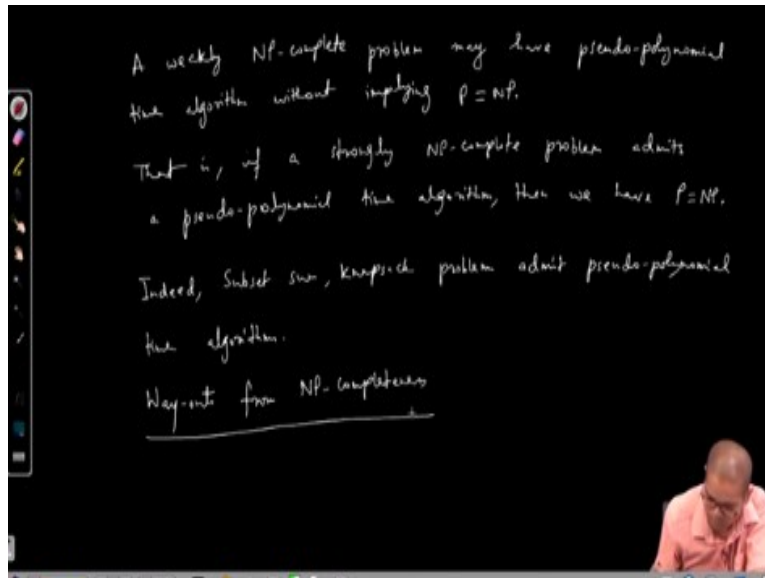 A weekly NP-complete problem may have pseudo-polynomial
time algorithm without implying P = NP.
That is, if a strongly NP-complete problem admits
a pseudo-polynomial time algorithm, then we have P = NP.
Indeed, Subset sum, knapsack problem admit pseudo-polynomial
time algorithm.
Way-outs from NP-completeness